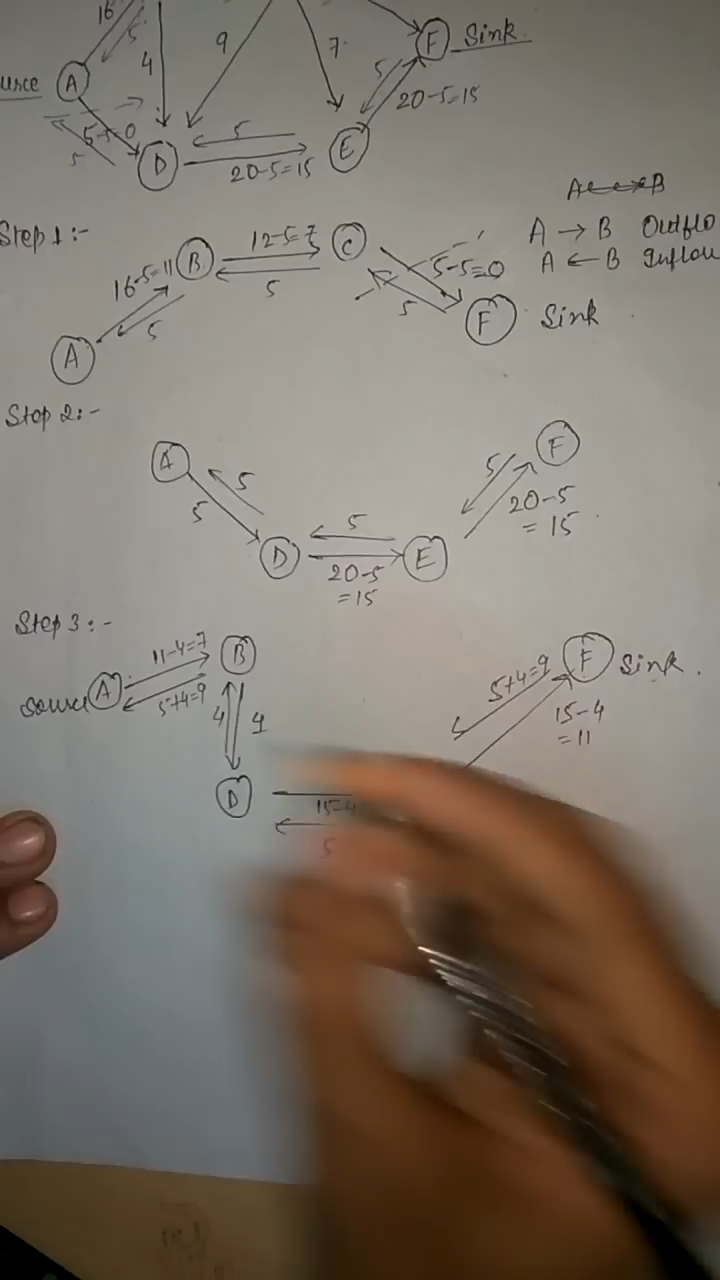 16
5
4
9
7
F Sink
5
20-5=15
A
5
5
D
20-5=15
E
A B
Step 1:-
A → B Outflo
A ← B Inflow
16-5=11
5
B
12-5=7
5
C
5-5=0
5
F Sink
A
Step 2:-
A
5
5
D
5
20-5
=15
E
5
20-5
=15
F
Step 3:-
Source A
11-4=7
5+4=9
B
4
D
15-4
5
5+4=9
15-4
=11
F Sink.